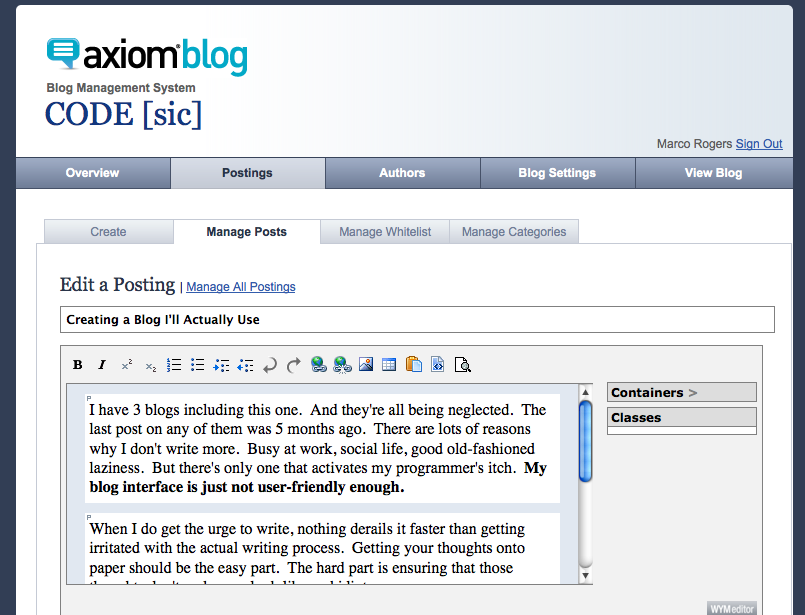 axiom blog
Blog Management System
CODE [sic]
Marco Rogers Sign Out
Overview Postings Authors Blog Settings View Blog
Create Manage Posts Manage Whitelist Manage Categories
Edit a Posting | Manage All Postings
Creating a Blog I'll Actually Use
B I x² x₂
Containers >
Classes
P
I have 3 blogs including this one. And they're all being neglected. The
last post on any of them was 5 months ago. There are lots of reasons
why I don't write more. Busy at work, social life, good old-fashioned
laziness. But there's only one that activates my programmer's itch. My
blog interface is just not user-friendly enough.
P
When I do get the urge to write, nothing derails it faster than getting
irritated with the actual writing process. Getting your thoughts onto
paper should be the easy part. The hard part is ensuring that those
WYMeditor